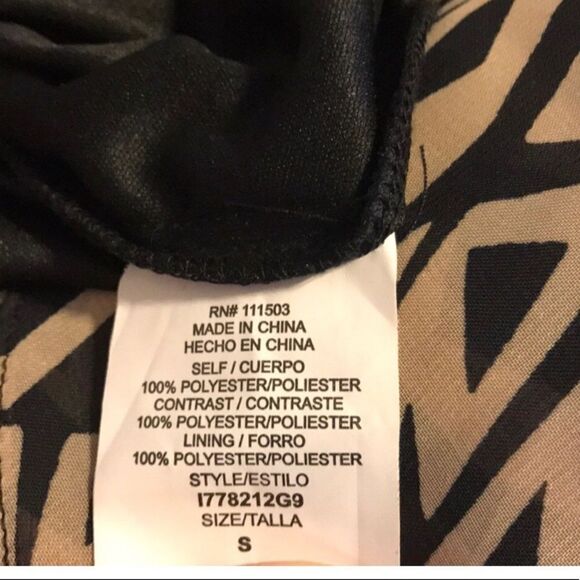 RN# 111503
MADE IN CHINA
HECHO EN CHINA
SELF / CUERPO
100% POLYESTER/POLIESTER
CONTRAST / CONTRASTE
100% POLYESTER/POLIESTER
LINING / FORRO
100% POLYESTER/POLIESTER
STYLE/ESTILO
I778212G9
SIZE/TALLA
S